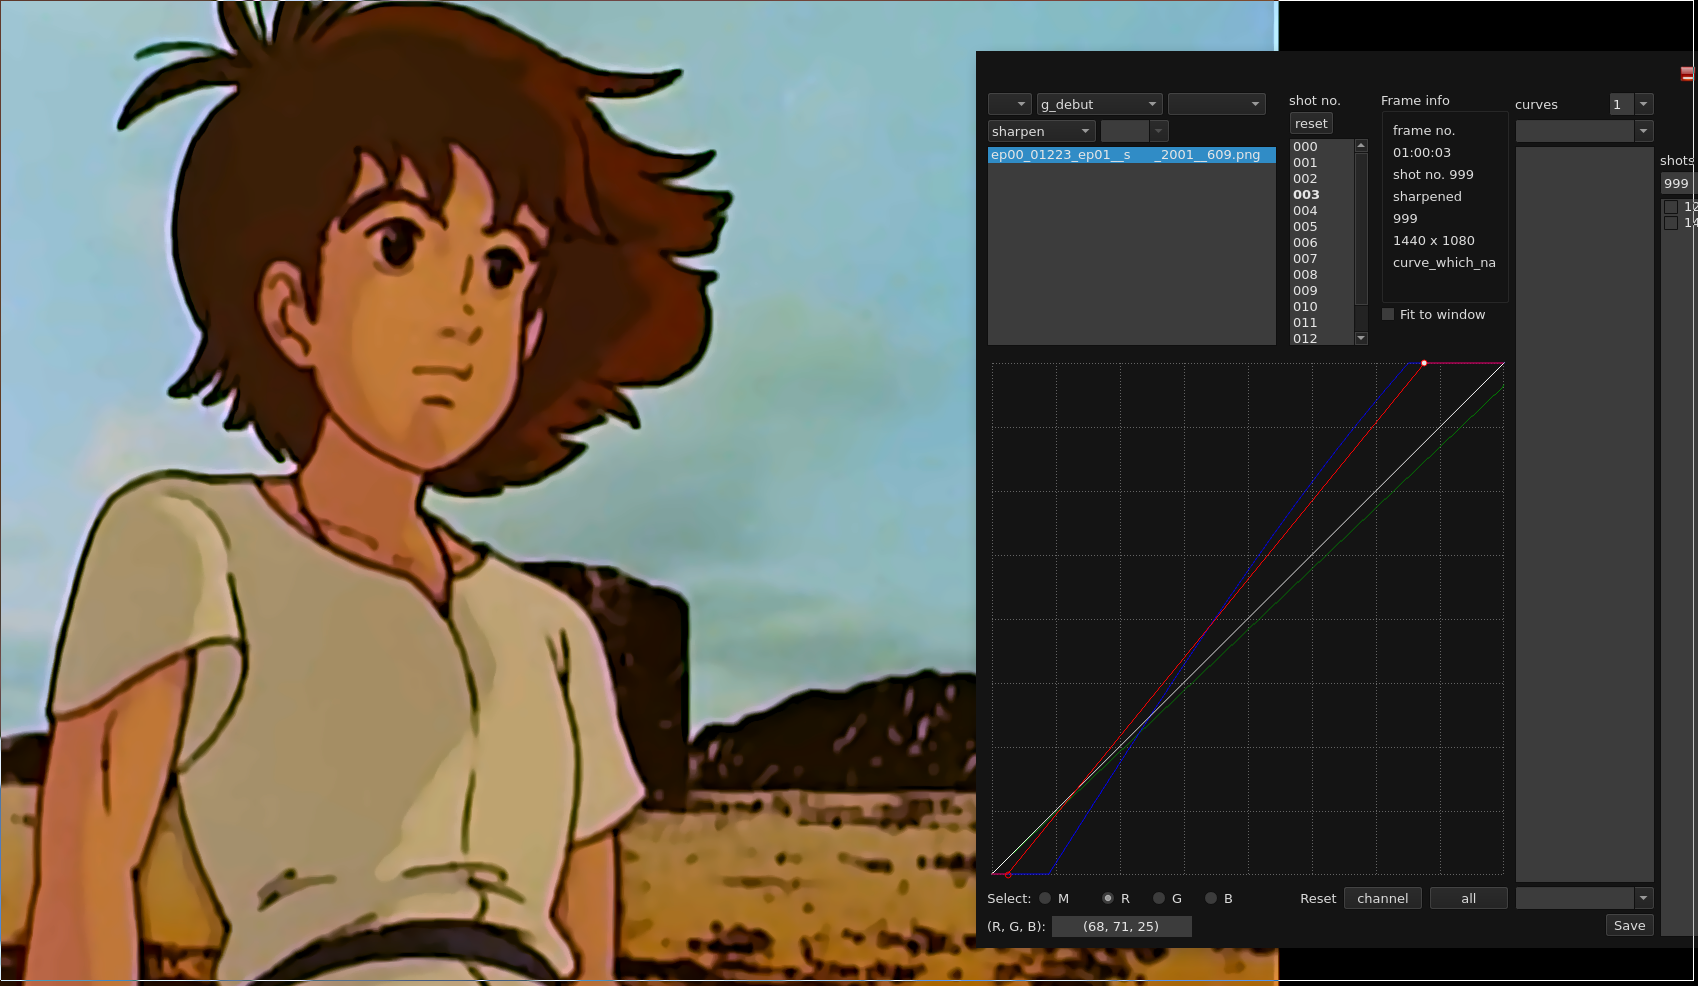 g_debut
sharpen
ep00_01223_ep01__s _2001__609.png
shot no.
reset
000
001
002
003
004
005
006
007
008
009
010
011
012
Frame info
frame no.
01:00:03
shot no. 999
sharpened
999
1440 x 1080
curve_which_na
Fit to window
curves 1
shots
999
12
14
Select: M R G B
Reset channel all
(R, G, B): (68, 71, 25)
Save